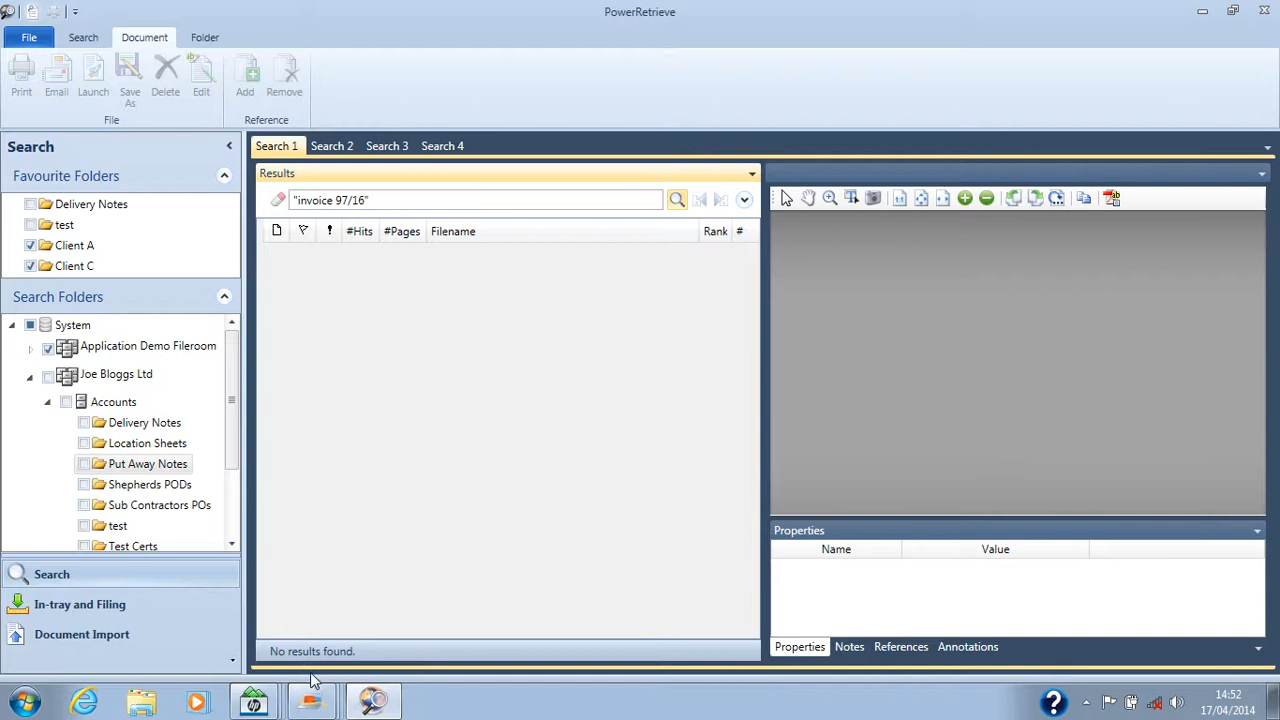 PowerRetrieve
File Search Document Folder
Print Email Launch Save As Delete Edit Add Remove
File Reference
Search
Favourite Folders
Delivery Notes
test
Client A
Client C
Search Folders
System
Application Demo Fileroom
Joe Bloggs Ltd
Accounts
Delivery Notes
Location Sheets
Put Away Notes
Shepherds PODs
Sub Contractors POs
test
Test Certs
Search
In-tray and Filing
Document Import
Search 1 Search 2 Search 3 Search 4
Results
"invoice 97/16"
#Hits #Pages Filename Rank #
No results found.
Properties
Name Value
Properties Notes References Annotations
14:52
17/04/2014